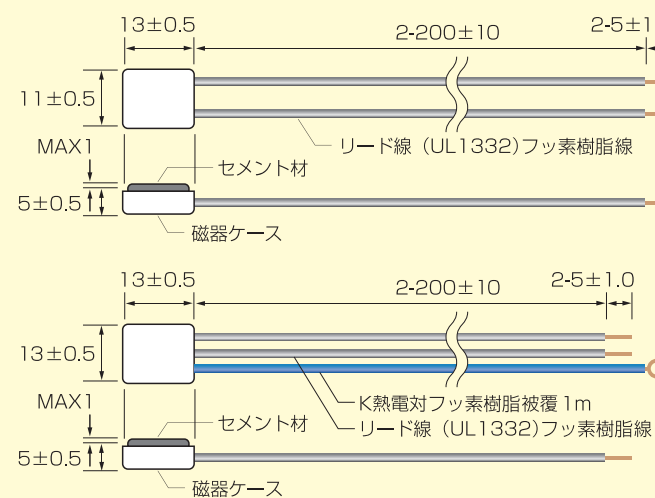 13±0.5
2-200±10
2-5±1
11±0.5
リード線（UL1332）フッ素樹脂線
MAX1
セメント材
5±0.5
磁器ケース
13±0.5
2-200±10
2-5±1.0
13±0.5
K熱電対フッ素樹脂被覆1m
MAX1
セメント材
リード線（UL1332）フッ素樹脂線
5±0.5
磁器ケース